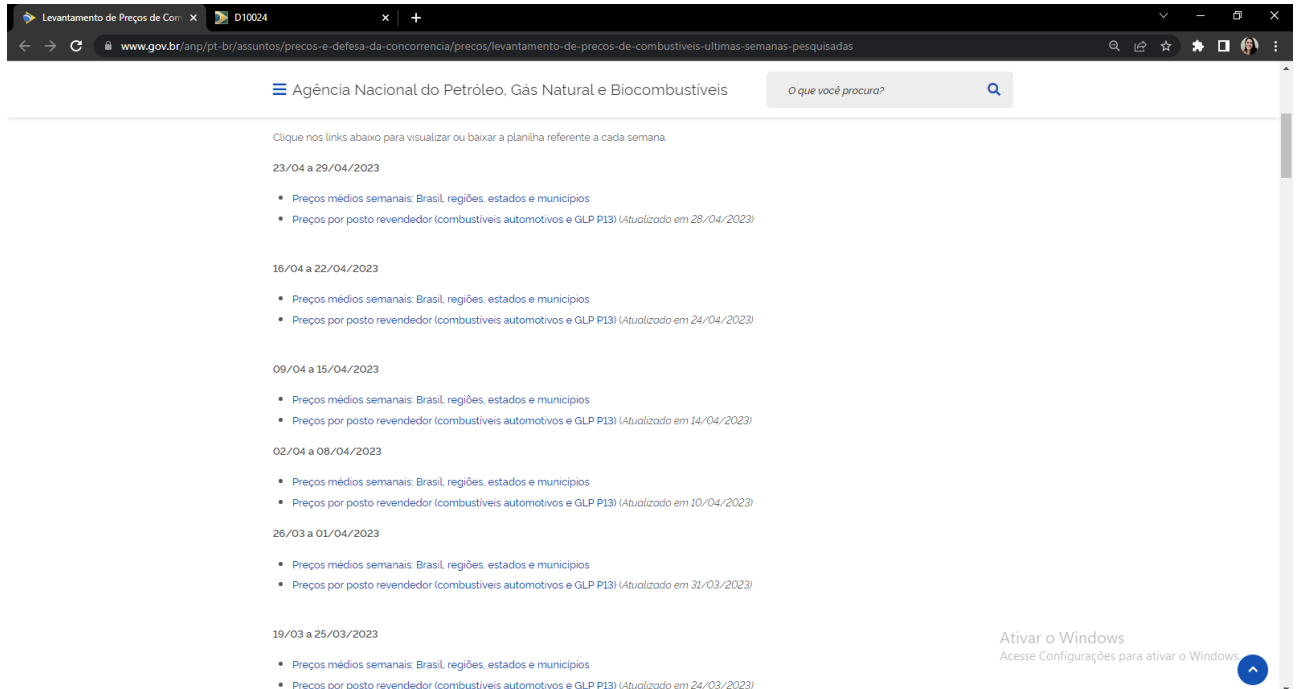 Levantamento de Preços de Com
D10024
www.gov.br/anp/pt-br/assuntos/precos-e-defesa-da-concorrencia/precos/levantamento-de-precos-de-combustiveis-ultimas-semanas-pesquisadas
Agência Nacional do Petróleo, Gás Natural e Biocombustíveis
O que você procura?
Clique nos links abaixo para visualizar ou baixar a planilha referente a cada semana.
23/04 a 29/04/2023
Preços médios semanais: Brasil, regiões, estados e municípios
Preços por posto revendedor (combustíveis automotivos e GLP P13) (Atualizado em 28/04/2023)
16/04 a 22/04/2023
Preços médios semanais: Brasil, regiões, estados e municípios
Preços por posto revendedor (combustíveis automotivos e GLP P13) (Atualizado em 24/04/2023)
09/04 a 15/04/2023
Preços médios semanais: Brasil, regiões, estados e municípios
Preços por posto revendedor (combustíveis automotivos e GLP P13) (Atualizado em 14/04/2023)
02/04 a 08/04/2023
Preços médios semanais: Brasil, regiões, estados e municípios
Preços por posto revendedor (combustíveis automotivos e GLP P13) (Atualizado em 10/04/2023)
26/03 a 01/04/2023
Preços médios semanais: Brasil, regiões, estados e municípios
Preços por posto revendedor (combustíveis automotivos e GLP P13) (Atualizado em 31/03/2023)
19/03 a 25/03/2023
Preços médios semanais: Brasil, regiões, estados e municípios
Preços por posto revendedor (combustíveis automotivos e GLP P13) (Atualizado em 24/03/2023)
Ativar o Windows
Acesse Configurações para ativar o Windows.